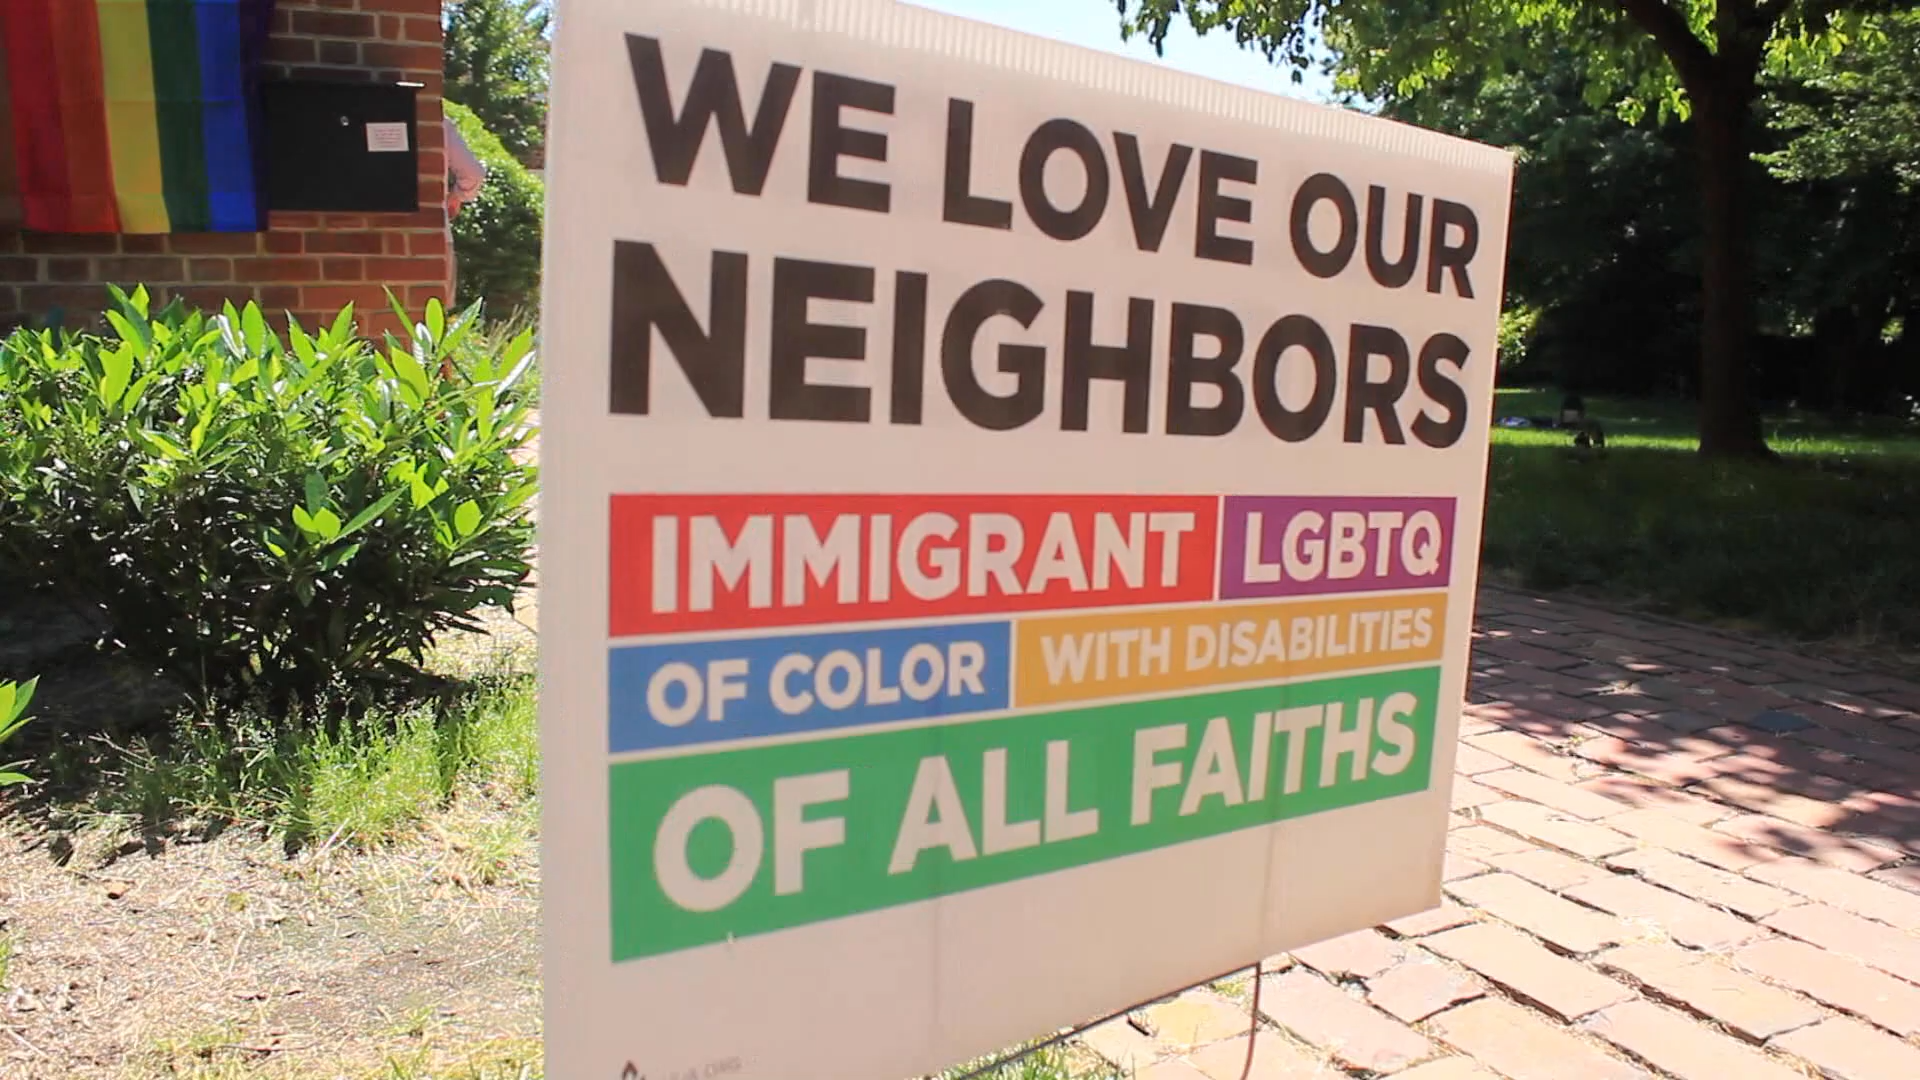 WE LOVE OUR
NEIGHBORS
IMMIGRANT LGBTQ
OF COLOR WITH DISABILITIES
OF ALL FAITHS